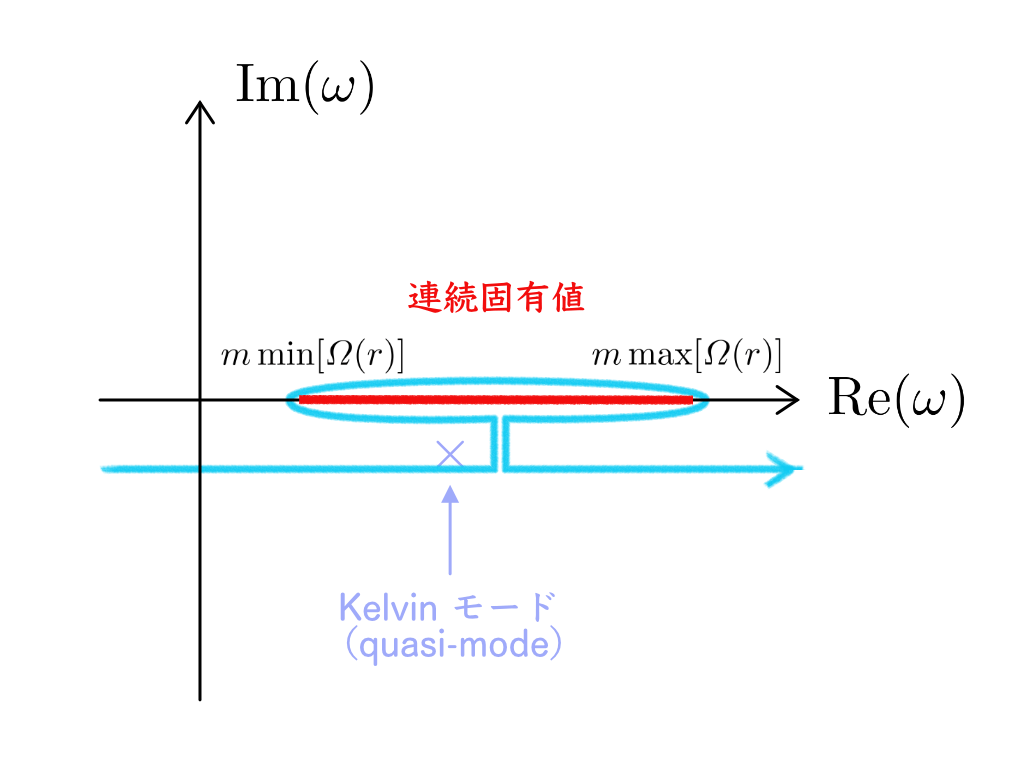 Im(ω)
連続固有値
m min[Ω(r)]
m max[Ω(r)]
Re(ω)
Kelvin モード
(quasi-mode)